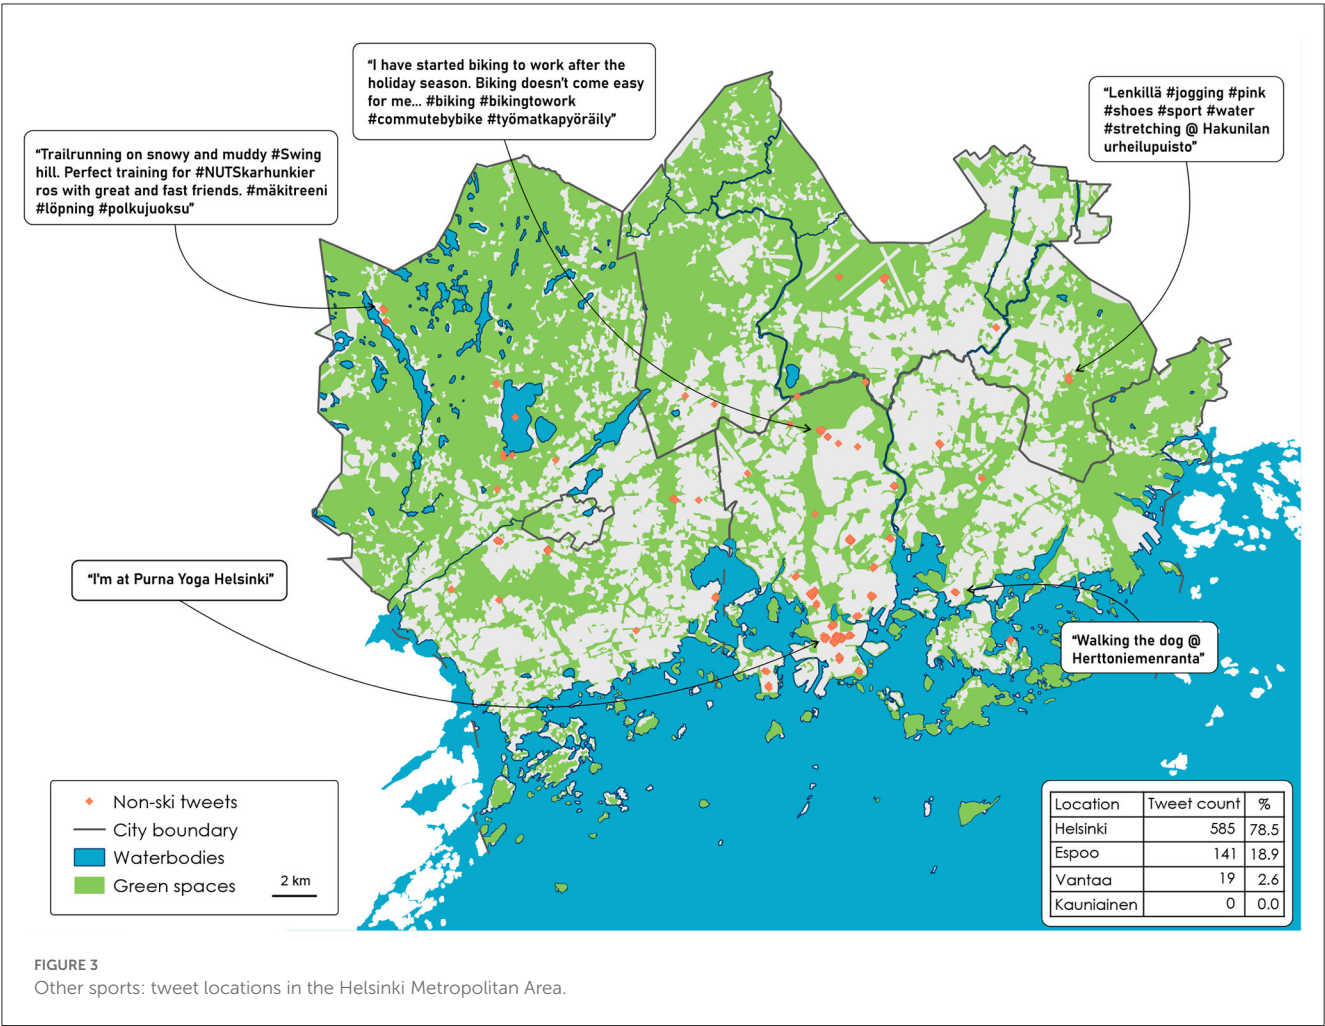 “I have started biking to work after the
holiday season. Biking doesn’t come easy
for me... #biking #bikingtowork
#commutebybike #työmatkapyöräily”
“Lenkillä #jogging #pink
#shoes #sport #water
#stretching @ Hakunilan
urheilupuisto”
“Trailrunning on snowy and muddy #Swing
hill. Perfect training for #NUTSkarhunkier
ros with great and fast friends. #mäkitreeni
#löpning #polkujuoksu”
“I'm at Purna Yoga Helsinki”
“Walking the dog @
Herttoniemenranta”
Non-ski tweets
City boundary
Waterbodies
Green spaces
2 km
Location Tweet count %
Helsinki 585 78.5
Espoo 141 18.9
Vantaa 19 2.6
Kauniainen 0 0.0
FIGURE 3
Other sports: tweet locations in the Helsinki Metropolitan Area.